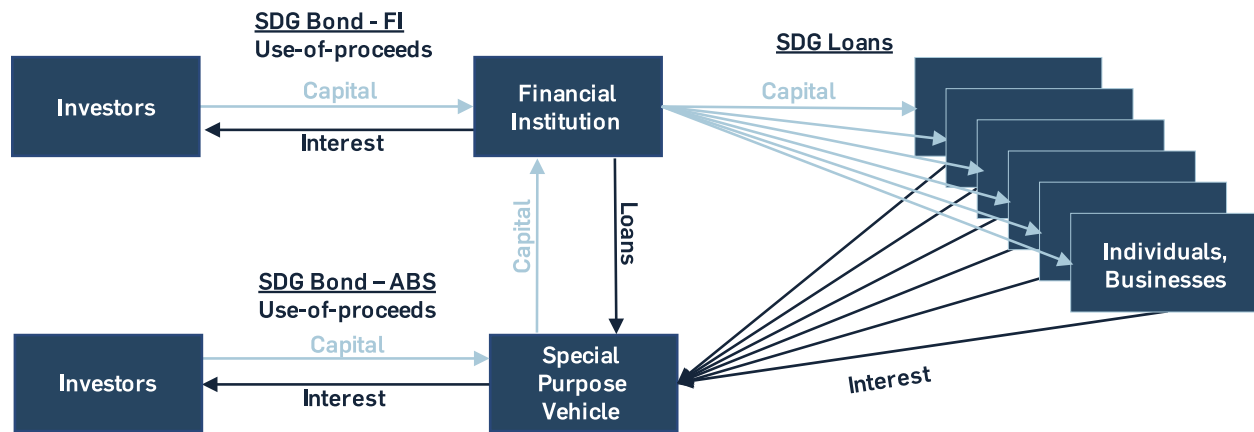 SDG Bond - FI
Use-of-proceeds
SDG Loans
Investors
Capital
Interest
Financial
Institution
Capital
Capital
Loans
Individuals,
Businesses
SDG Bond – ABS
Use-of-proceeds
Investors
Capital
Interest
Special
Purpose
Vehicle
Interest